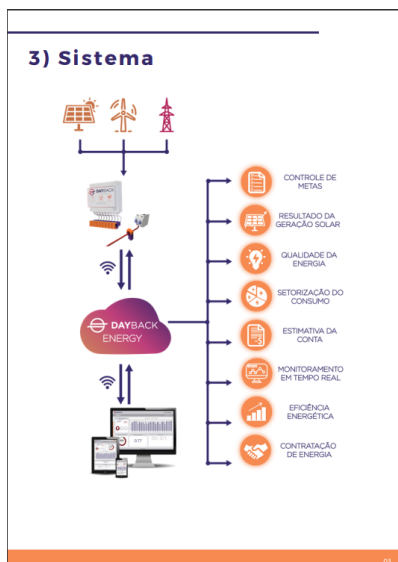 3) Sistema
DAYBACK
CONTROLE DE
METAS
RESULTADO DA
GERAÇÃO SOLAR
QUALIDADE DA
ENERGIA
SETORIZAÇÃO DO
CONSUMO
DAYBACK
ENERGY
ESTIMATIVA DA
CONTA
MONITORAMENTO
EM TEMPO REAL
EFICIÊNCIA
ENERGÉTICA
CONTRATAÇÃO
DE ENERGIA